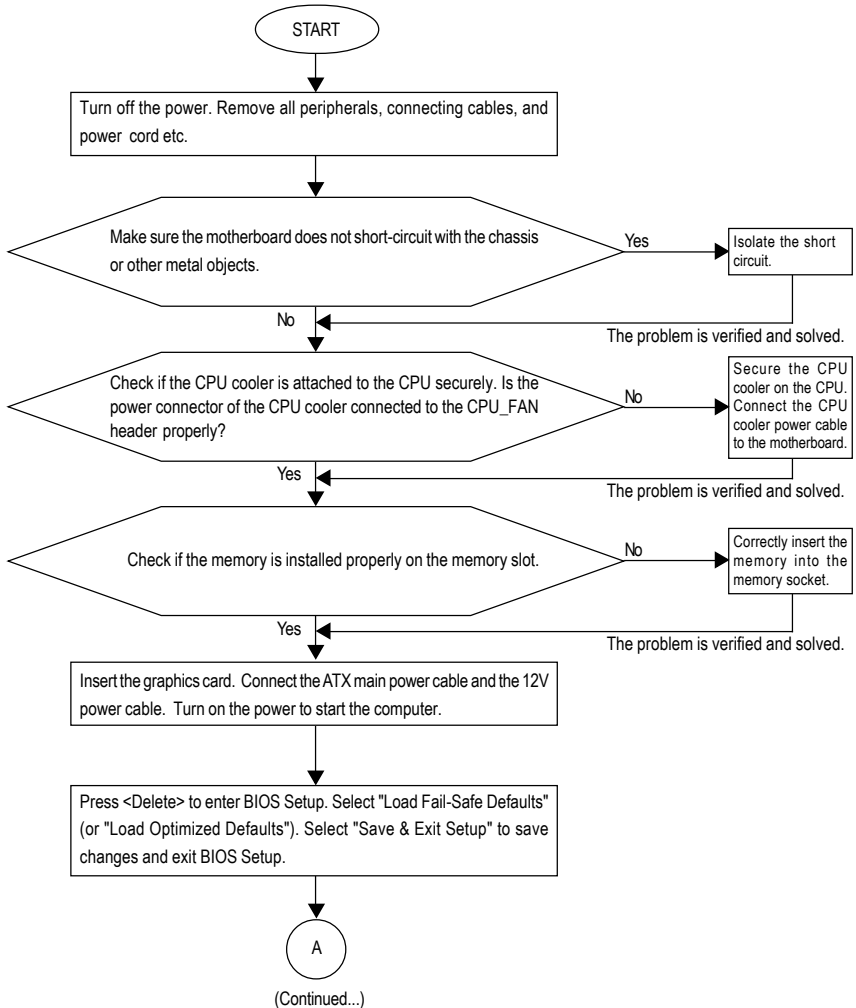 START
Turn off the power. Remove all peripherals, connecting cables, and
power cord etc.
Make sure the motherboard does not short-circuit with the chassis
or other metal objects.
Yes
Isolate the short
circuit.
No
The problem is verified and solved.
Check if the CPU cooler is attached to the CPU securely. Is the
power connector of the CPU cooler connected to the CPU_FAN
header properly?
No
Secure the CPU
cooler on the CPU.
Connect the CPU
cooler power cable
to the motherboard.
Yes
The problem is verified and solved.
Check if the memory is installed properly on the memory slot.
No
Correctly insert the
memory into the
memory socket.
Yes
The problem is verified and solved.
Insert the graphics card. Connect the ATX main power cable and the 12V
power cable. Turn on the power to start the computer.
Press <Delete> to enter BIOS Setup. Select "Load Fail-Safe Defaults"
(or "Load Optimized Defaults"). Select "Save & Exit Setup" to save
changes and exit BIOS Setup.
A
(Continued...)